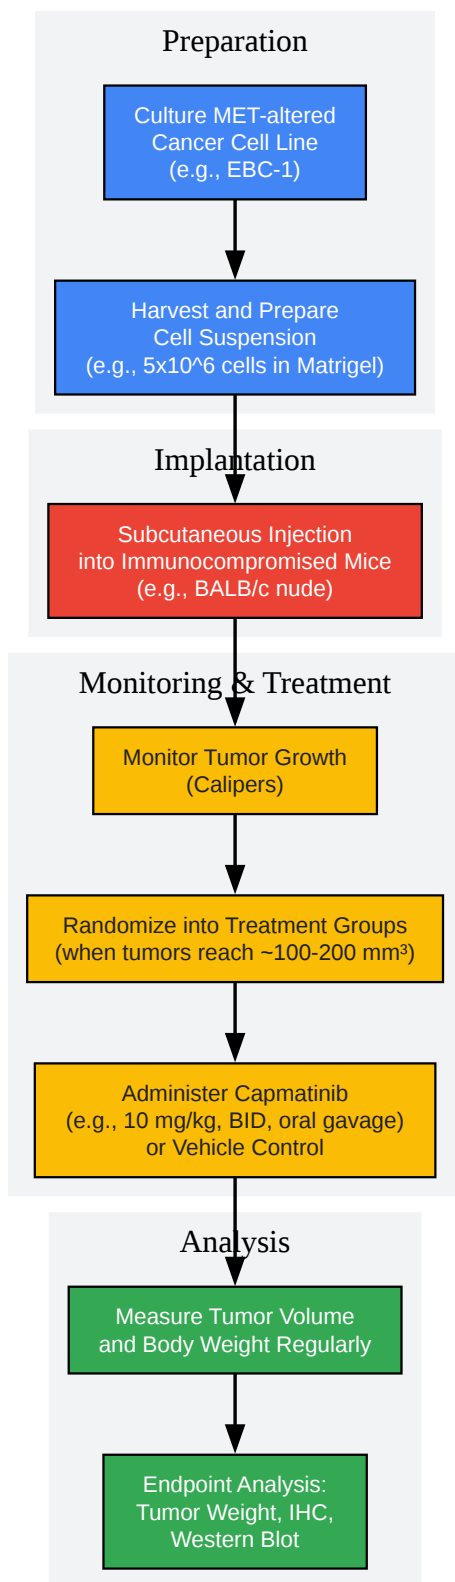 Preparation
Culture MET-altered
Cancer Cell Line
(e.g., EBC-1)
Harvest and Prepare
Cell Suspension
(e.g., 5x10^6 cells in Matrigel)
Implantation
Subcutaneous Injection
into Immunocompromised Mice
(e.g., BALB/c nude)
Monitoring & Treatment
Monitor Tumor Growth
(Calipers)
Randomize into Treatment Groups
(when tumors reach ~100-200 mm³)
Administer Capmatinib
(e.g., 10 mg/kg, BID, oral gavage)
or Vehicle Control
Analysis
Measure Tumor Volume
and Body Weight Regularly
Endpoint Analysis:
Tumor Weight, IHC,
Western Blot